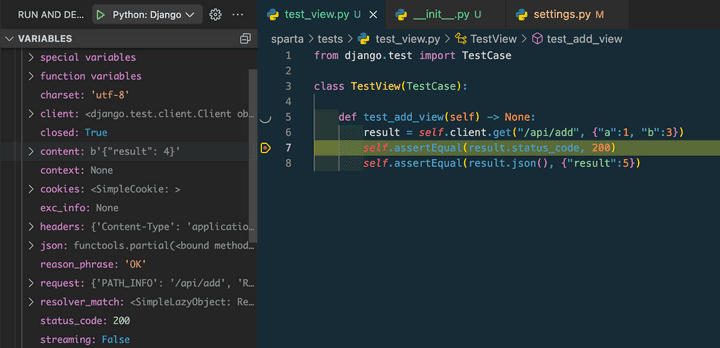 RUN AND DE... Python: Django
VARIABLES
special variables
function variables
charset: 'utf-8'
client: <django.test.client.Client ob...
closed: True
content: b'{"result": 4}'
context: None
cookies: <SimpleCookie: >
exc_info: None
headers: {'Content-Type': 'applicatio...
json: functools.partial(<bound method...
reason_phrase: 'OK'
request: {'PATH_INFO': '/api/add', 'R...
resolver_match: <SimpleLazyObject: Re...
status_code: 200
streaming: False
test_view.py U __init__.py U settings.py M
sparta > tests > test_view.py > TestView > test_add_view
1 from django.test import TestCase
2
3 class TestView(TestCase):
4
5 def test_add_view(self) -> None:
6 result = self.client.get("/api/add", {"a":1, "b":3})
7 self.assertEqual(result.status_code, 200)
8 self.assertEqual(result.json(), {"result":5})